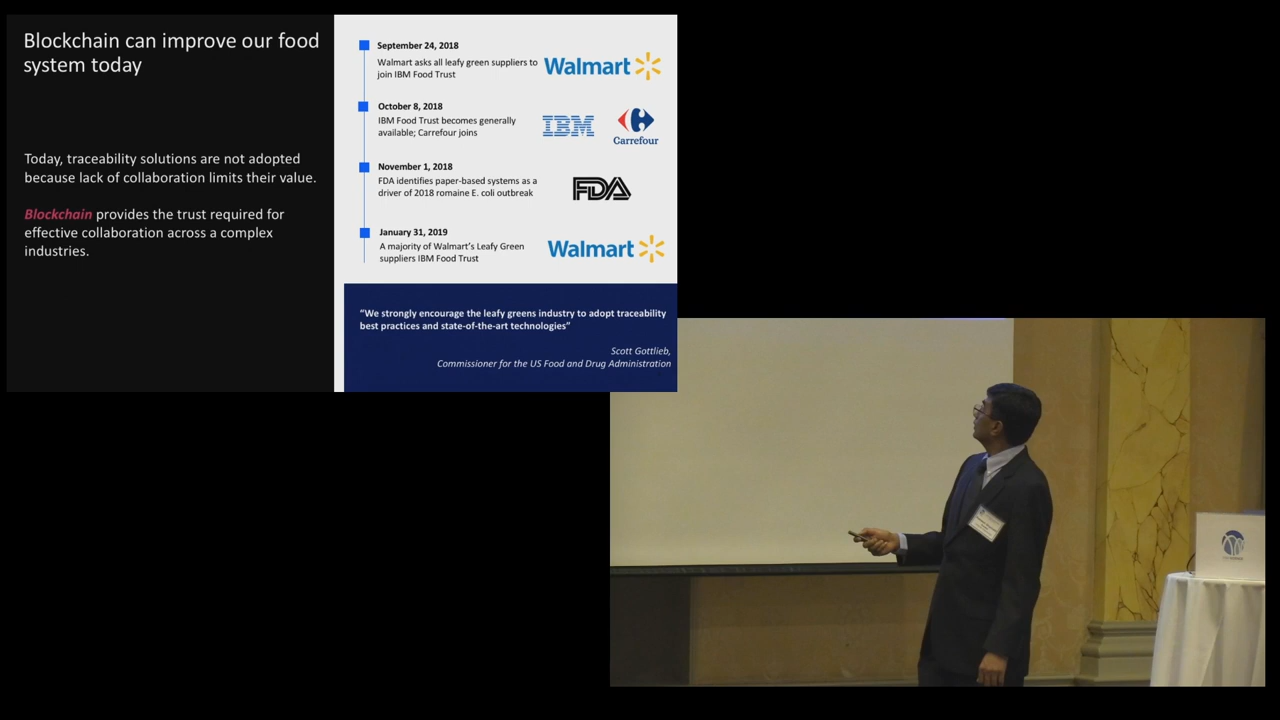 Blockchain can improve our food
system today
Today, traceability solutions are not adopted
because lack of collaboration limits their value.
Blockchain provides the trust required for
effective collaboration across a complex
industries.
September 24, 2018
Walmart asks all leafy green suppliers to
join IBM Food Trust
Walmart
October 8, 2018
IBM Food Trust becomes generally
available; Carrefour joins
IBM
Carrefour
November 1, 2018
FDA identifies paper-based systems as a
driver of 2018 romaine E. coli outbreak
FDA
January 31, 2019
A majority of Walmart’s Leafy Green
suppliers IBM Food Trust
Walmart
“We strongly encourage the leafy greens industry to adopt traceability
best practices and state-of-the-art technologies”
Scott Gottlieb,
Commissioner for the US Food and Drug Administration